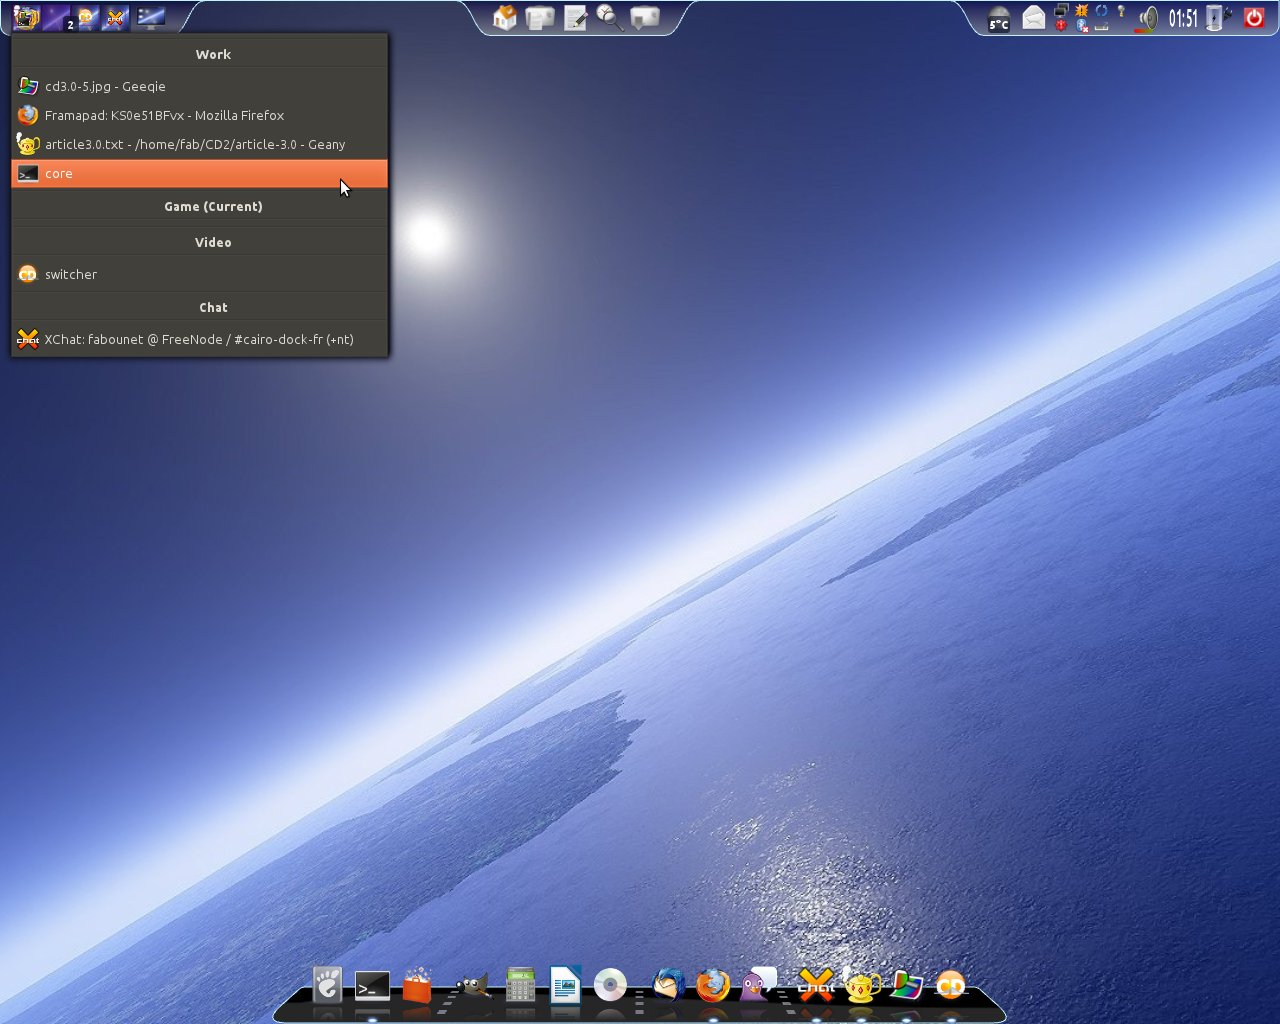 2
5°C
01:51
Work
cd3.0-5.jpg - Geeqie
Framapad: KS0e51BFvx - Mozilla Firefox
article3.0.txt - /home/fab/CD2/article-3.0 - Geany
core
Game (Current)
Video
switcher
Chat
XChat: fabounet @ FreeNode / #cairo-dock-fr (+nt)
>_
chat